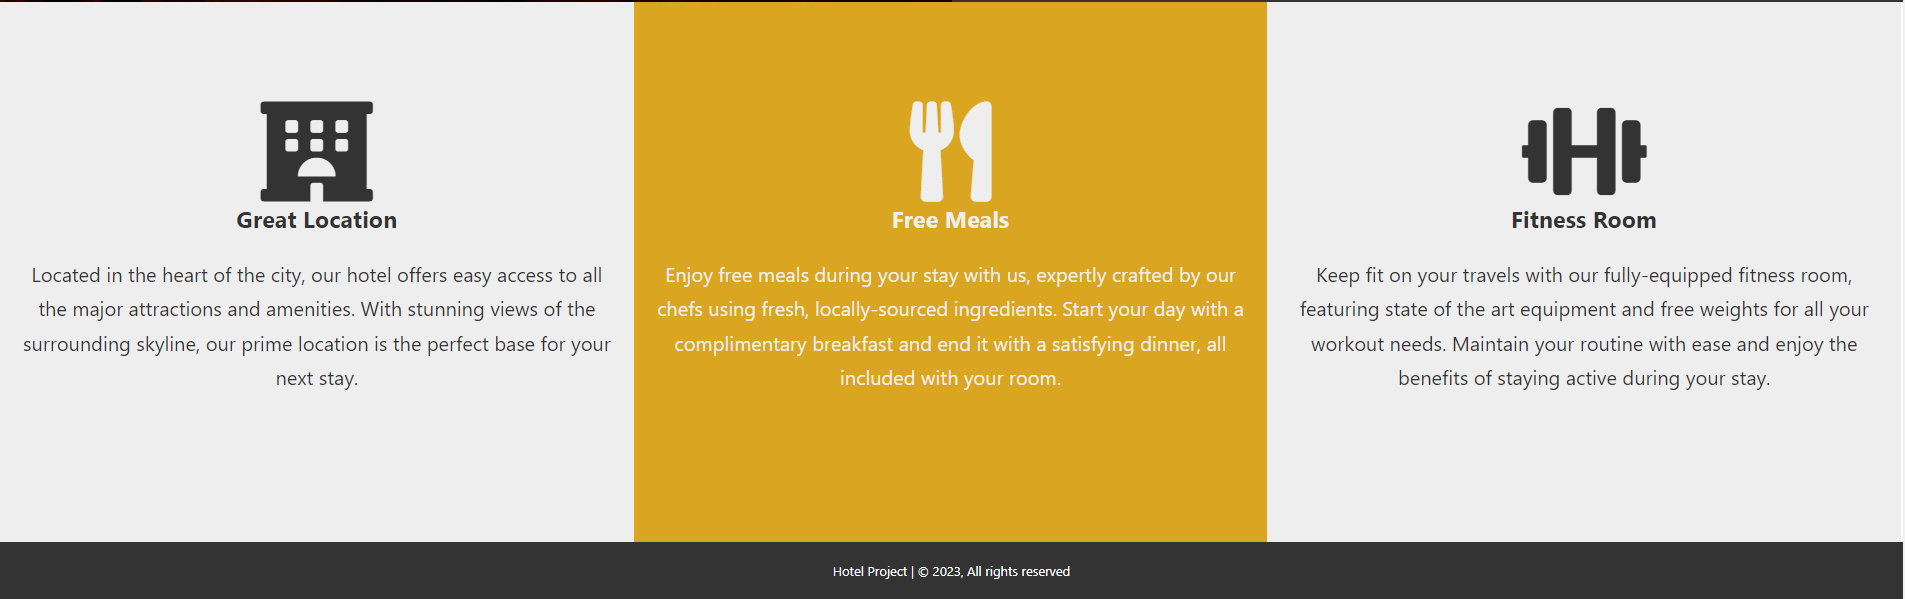 Great Location
Located in the heart of the city, our hotel offers easy access to all
the major attractions and amenities. With stunning views of the
surrounding skyline, our prime location is the perfect base for your
next stay.
Free Meals
Enjoy free meals during your stay with us, expertly crafted by our
chefs using fresh, locally-sourced ingredients. Start your day with a
complimentary breakfast and end it with a satisfying dinner, all
included with your room.
Fitness Room
Keep fit on your travels with our fully-equipped fitness room,
featuring state of the art equipment and free weights for all your
workout needs. Maintain your routine with ease and enjoy the
benefits of staying active during your stay.
Hotel Project | © 2023, All rights reserved